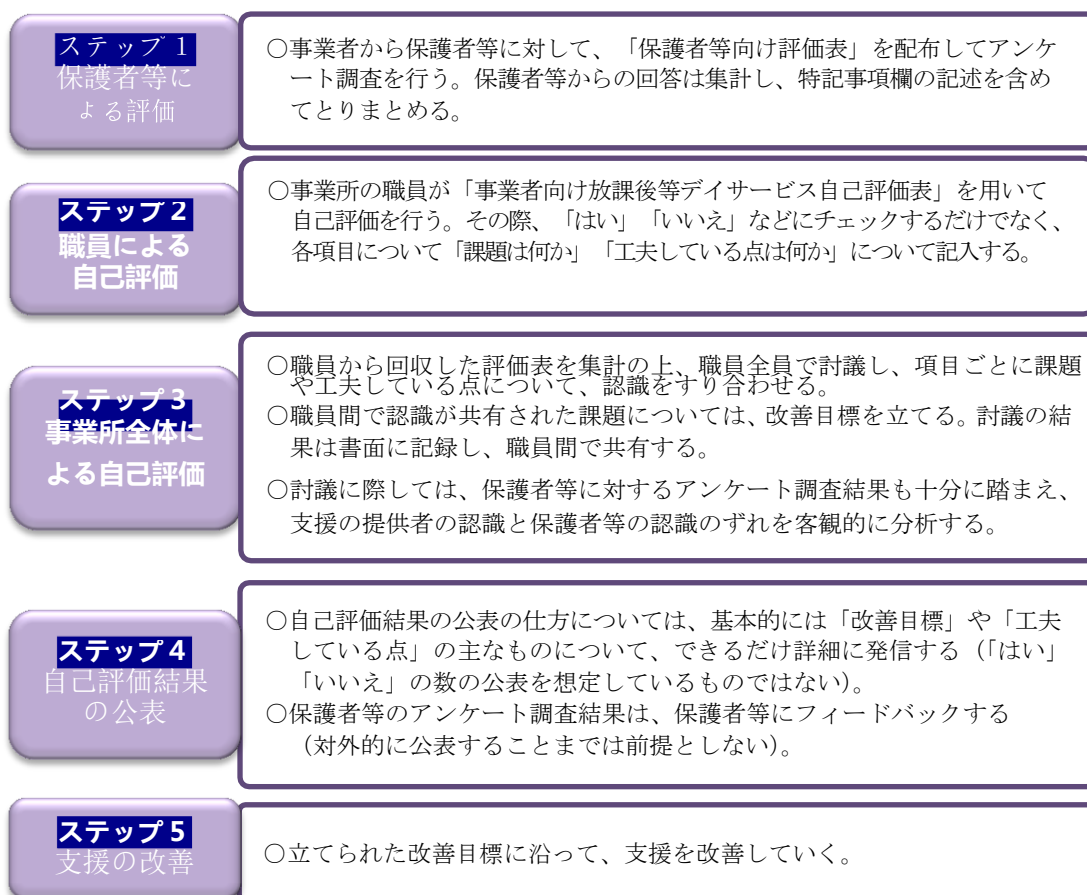 ステップ1
保護者等に
よる評価
○事業者から保護者等に対して、「保護者等向け評価表」を配布してアンケ
ート調査を行う。保護者等からの回答は集計し、特記事項欄の記述を含め
てとりまとめる。
ステップ2
職員による
自己評価
○事業所の職員が「事業者向け放課後等デイサービス自己評価表」を用いて
自己評価を行う。その際、「はい」「いいえ」などにチェックするだけでなく、
各項目について「課題は何か」「工夫している点は何か」について記入する。
ステップ3
事業所全体に
よる自己評価
○職員から回収した評価表を集計の上、職員全員で討議し、項目ごとに課題
や工夫している点について、認識をすり合わせる。
○職員間で認識が共有された課題については、改善目標を立てる。討議の結
果は書面に記録し、職員間で共有する。
○討議に際しては、保護者等に対するアンケート調査結果も十分に踏まえ、
支援の提供者の認識と保護者等の認識のずれを客観的に分析する。
ステップ4
自己評価結果
の公表
○自己評価結果の公表の仕方については、基本的には「改善目標」や「工夫
している点」の主なものについて、できるだけ詳細に発信する(「はい」
「いいえ」の数の公表を想定しているものではない)。
○保護者等のアンケート調査結果は、保護者等にフィードバックする
(対外的に公表することまでは前提としない)。
ステップ5
支援の改善
○立てられた改善目標に沿って、支援を改善していく。